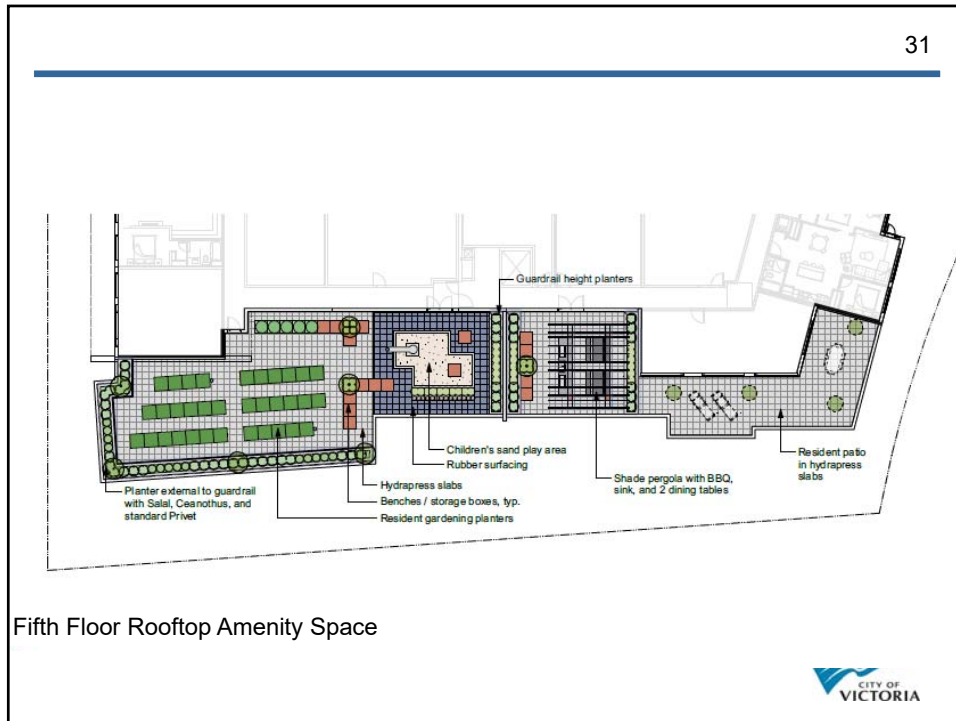 31
Guardrail height planters
Children's sand play area
Rubber surfacing
Hydrapress slabs
Benches / storage boxes, typ.
Resident gardening planters
Planter external to guardrail
with Salal, Ceanothus, and
standard Privet
Shade pergola with BBQ,
sink, and 2 dining tables
Resident patio
in hydrapress
slabs
Fifth Floor Rooftop Amenity Space
CITY OF
VICTORIA